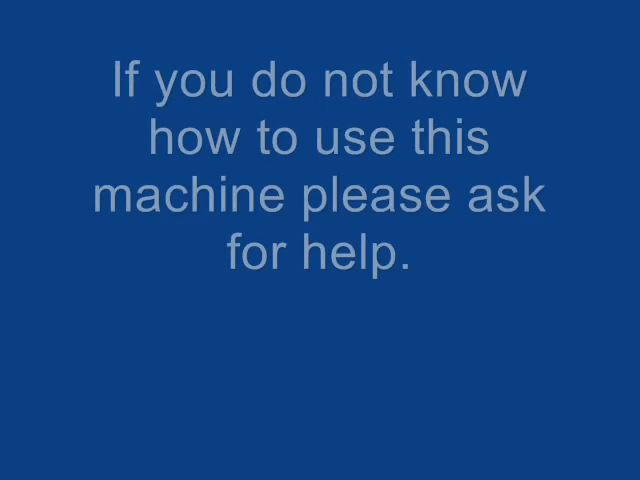 If you do not know
how to use this
machine please ask
for help.